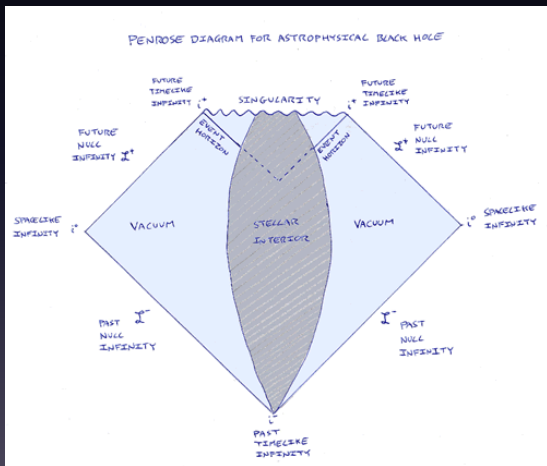 PENROSE DIAGRAM FOR ASTROPHYSICAL BLACK HOLE
FUTURE
TIMELIKE
INFINITY
i+
SINGULARITY
i+
FUTURE
TIMELIKE
INFINITY
EVENT
HORIZON
EVENT
HORIZON
FUTURE
NULL
INFINITY ℐ+
ℐ+
FUTURE
NULL
INFINITY
SPACELIKE
INFINITY
i+
VACUUM
STELLAR
INTERIOR
VACUUM
i°
SPACELIKE
INFINITY
ℐ-
PAST
NULL
INFINITY
ℐ-
PAST
NULL
INFINITY
i-
PAST
TIMELIKE
INFINITY